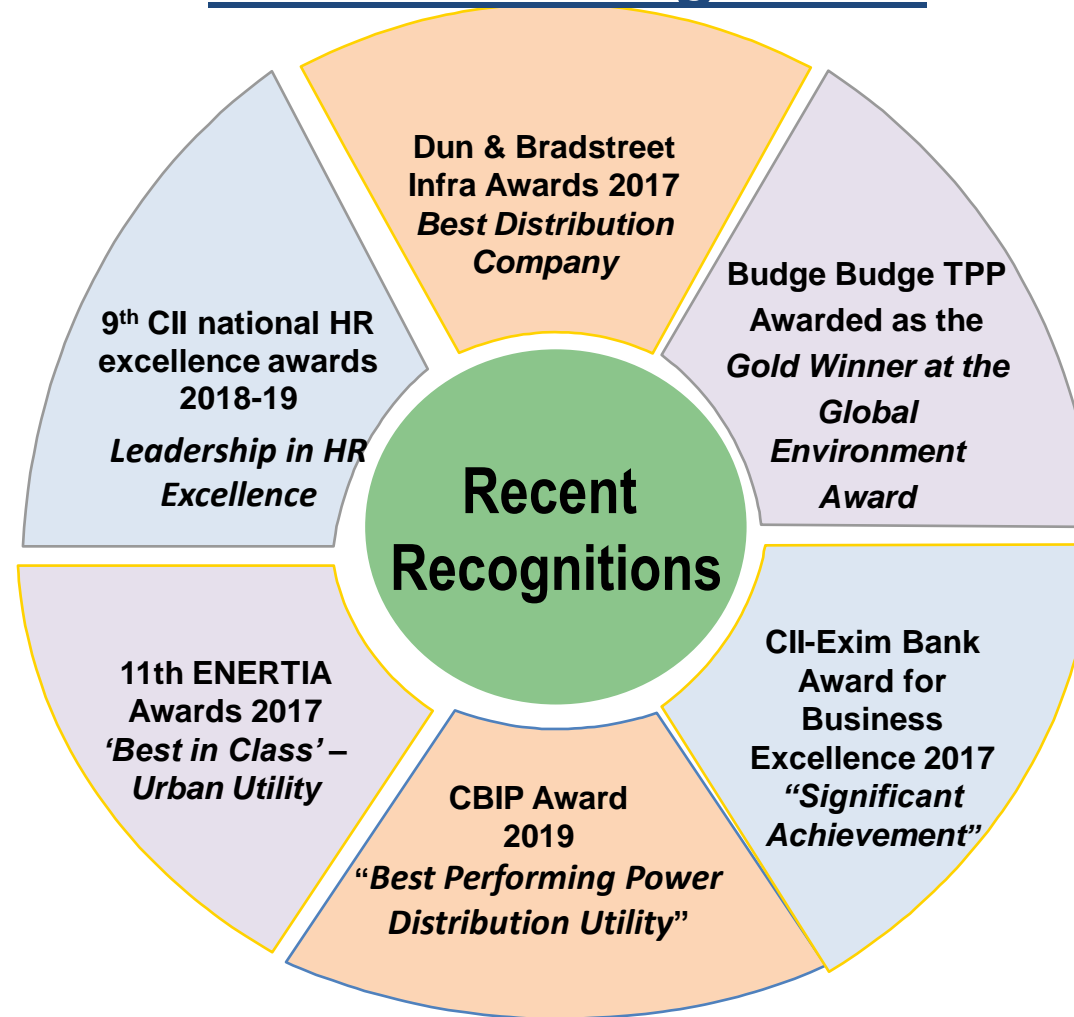 Dun & Bradstreet
Infra Awards 2017
Best Distribution
Company
Budge Budge TPP
Awarded as the
Gold Winner at the
Global
Environment
Award
CII-Exim Bank
Award for
Business
Excellence 2017
“Significant
Achievement”
CBIP Award
2019
“Best Performing Power
Distribution Utility”
11th ENERTIA
Awards 2017
‘Best in Class’ –
Urban Utility
9th CII national HR
excellence awards
2018-19
Leadership in HR
Excellence
Recent
Recognitions